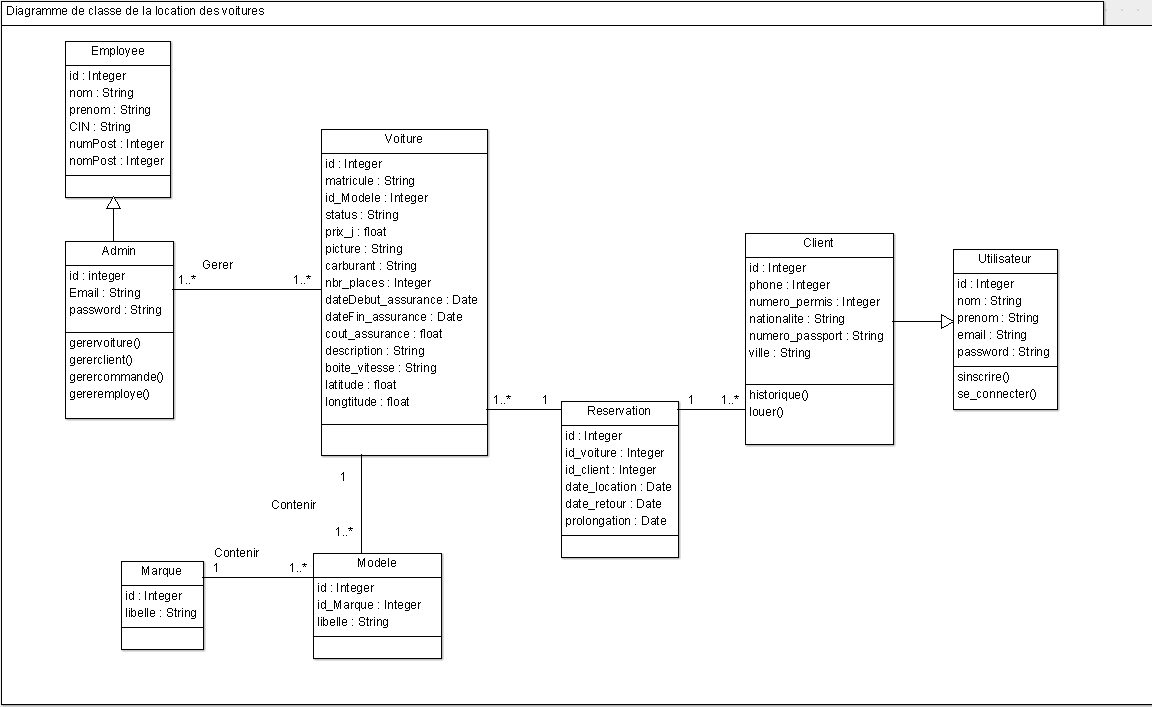 Diagramme de classe de la location des voitures
Employee
id : Integer
nom : String
prenom : String
CIN : String
numPost : Integer
nomPost : Integer
Admin
id : integer
Email : String
password : String
gerervoiture()
gererclient()
gerercommande()
gereremploye()
Gerer
1..*
1..*
Voiture
id : Integer
matricule : String
id_Modele : Integer
status : String
prix_j : float
picture : String
carburant : String
nbr_places : Integer
dateDebut_assurance : Date
dateFin_assurance : Date
cout_assurance : float
description : String
boite_vitesse : String
latitude : float
longtitude : float
1..*
1
Reservation
id : Integer
id_voiture : Integer
id_client : Integer
date_location : Date
date_retour : Date
prolongation : Date
1
1..*
Client
id : Integer
phone : Integer
numero_permis : Integer
nationalite : String
numero_passport : String
ville : String
historique()
louer()
Utilisateur
id : Integer
nom : String
prenom : String
email : String
password : String
sinscrire()
se_connecter()
1
Contenir
1..*
Marque
id : Integer
libelle : String
Contenir
1
1..*
Modele
id : Integer
id_Marque : Integer
libelle : String